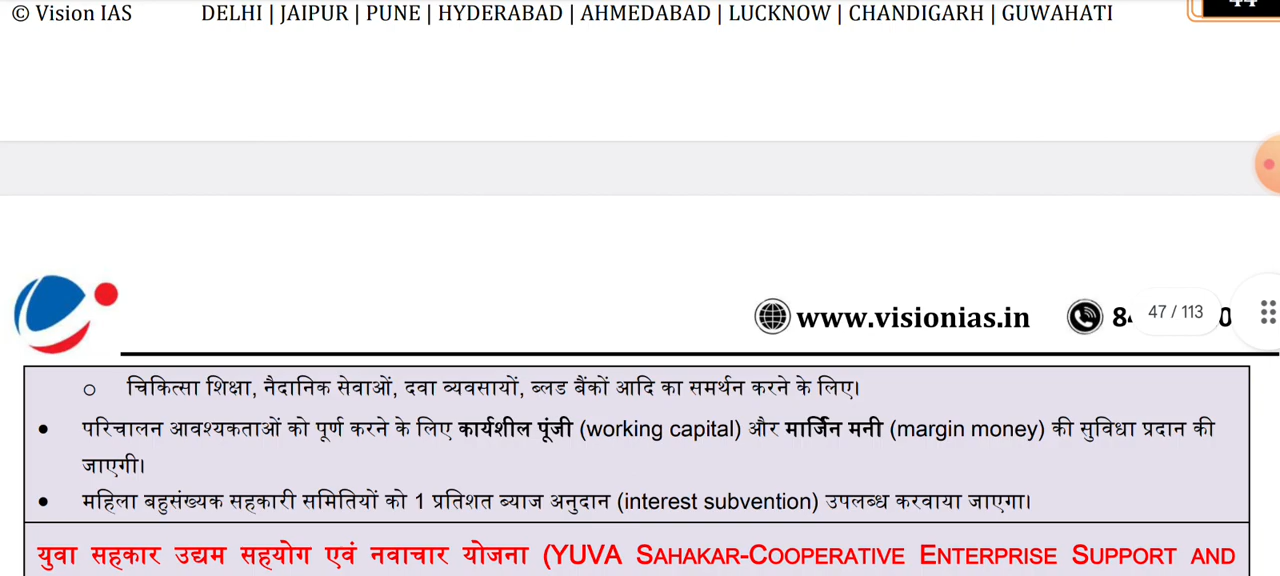 © Vision IAS DELHI | JAIPUR | PUNE | HYDERABAD | AHMEDABAD | LUCKNOW | CHANDIGARH | GUWAHATI 44
www.visionias.in 8 47 / 113 0
○ चिकित्सा शिक्षा, नैदानिक सेवाओं, दवा व्यवसायों, ब्लड बैंकों आदि का समर्थन करने के लिए।
• परिचालन आवश्यकताओं को पूर्ण करने के लिए कार्यशील पूंजी (working capital) और मार्जिन मनी (margin money) की सुविधा प्रदान की
जाएगी।
• महिला बहुसंख्यक सहकारी समितियों को 1 प्रतिशत ब्याज अनुदान (interest subvention) उपलब्ध करवाया जाएगा।
युवा सहकार उद्यम सहयोग एवं नवाचार योजना (YUVA SAHAKAR-COOPERATIVE ENTERPRISE SUPPORT AND